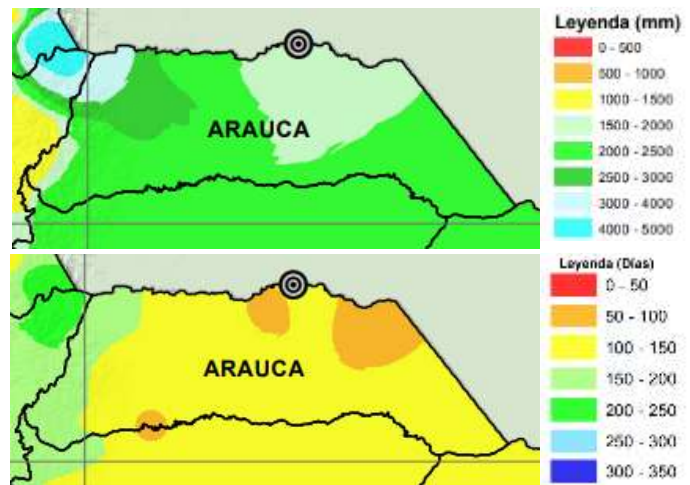 Leyenda (mm)
0 - 500
500 - 1000
1000 - 1500
1500 - 2000
ARAUCA
2000 - 2500
2500 - 3000
3000 - 4000
4000 - 5000
Leyenda (Días)
0 - 50
50 - 100
100 - 150
ARAUCA
150 - 200
200 - 250
250 - 300
300 - 350